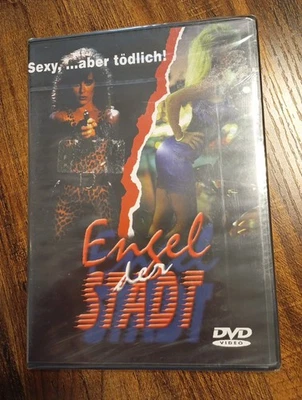 Sexy, ...aber tödlich!
Engel
der
STADT
DVD
VIDEO